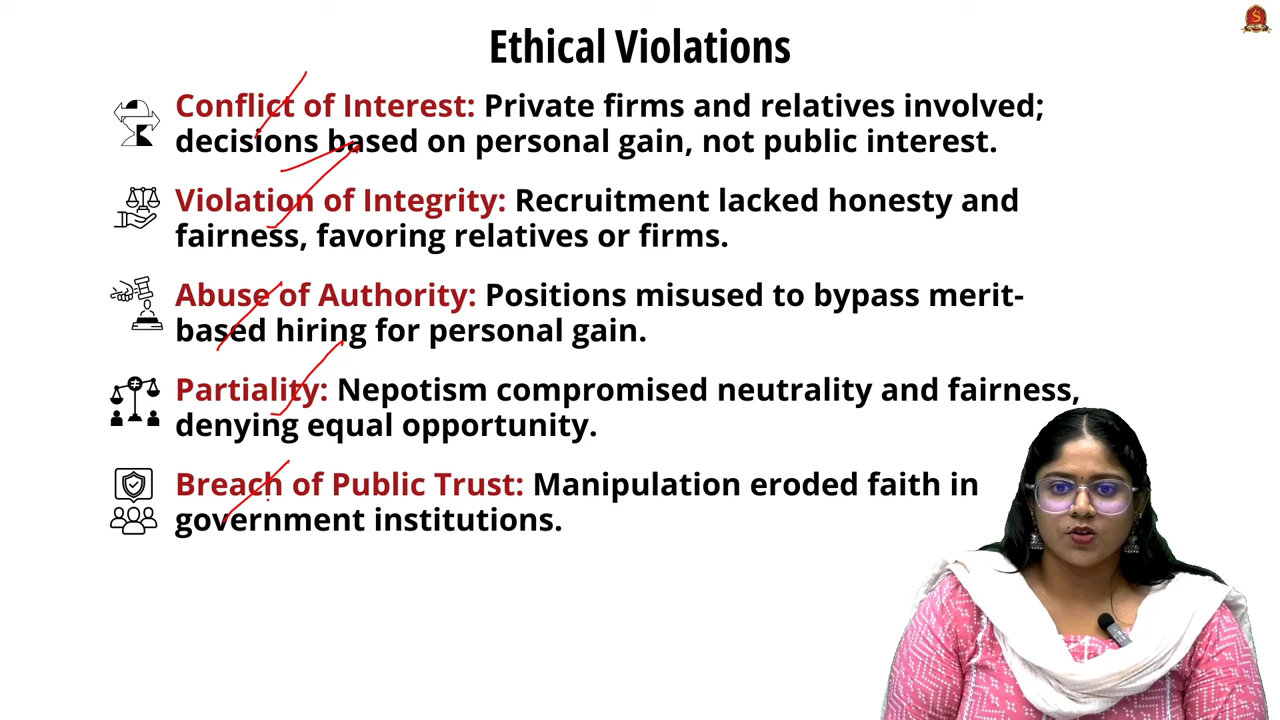 Ethical Violations
Conflict of Interest: Private firms and relatives involved;
decisions based on personal gain, not public interest.
Violation of Integrity: Recruitment lacked honesty and
fairness, favoring relatives or firms.
Abuse of Authority: Positions misused to bypass merit-
based hiring for personal gain.
Partiality: Nepotism compromised neutrality and fairness,
denying equal opportunity.
Breach of Public Trust: Manipulation eroded faith in
government institutions.